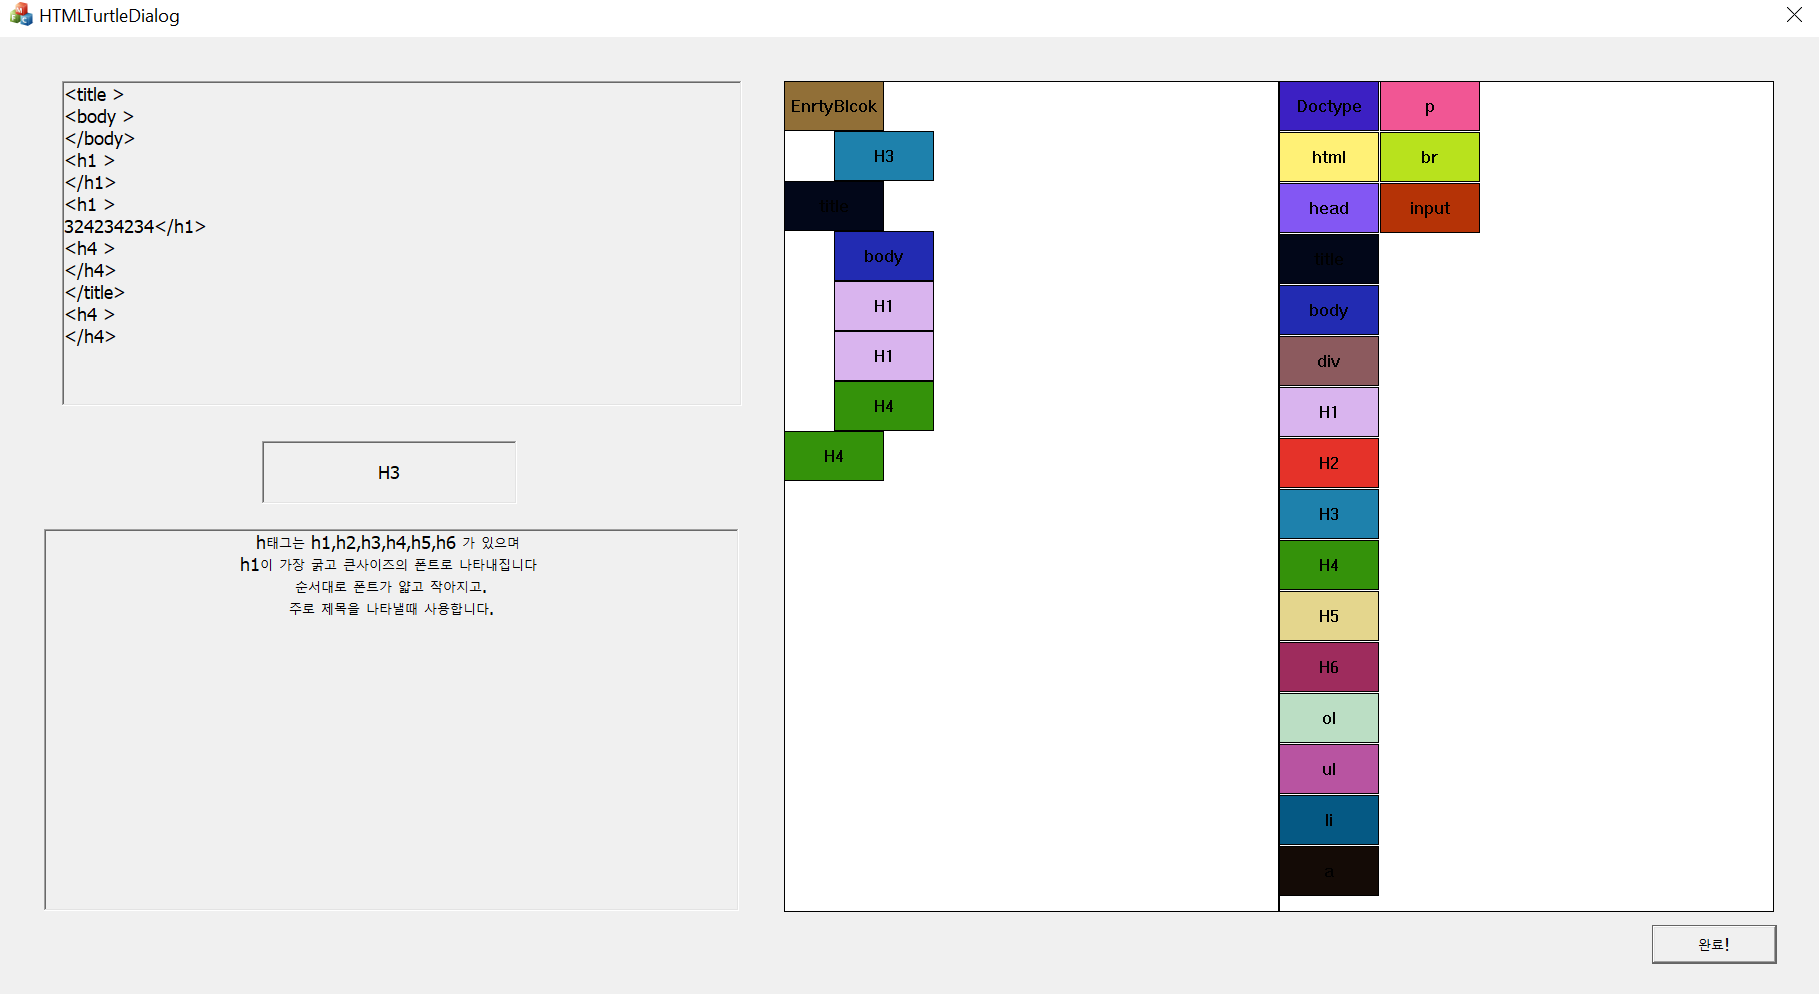 HTMLTurtleDialog
<title >
<body >
</body>
<h1 >
</h1>
<h1 >
324234234</h1>
<h4 >
</h4>
</title>
<h4 >
</h4>
H3
h태그는 h1,h2,h3,h4,h5,h6 가 있으며
h1이 가장 굵고 큰사이즈의 폰트로 나타내집니다
순서대로 폰트가 얇고 작아지고.
주로 제목을 나타낼때 사용합니다.
EnrtyBlcok
H3
title
body
H1
H1
H4
H4
Doctype
html
head
title
body
div
H1
H2
H3
H4
H5
H6
ol
ul
li
a
p
br
input
완료!